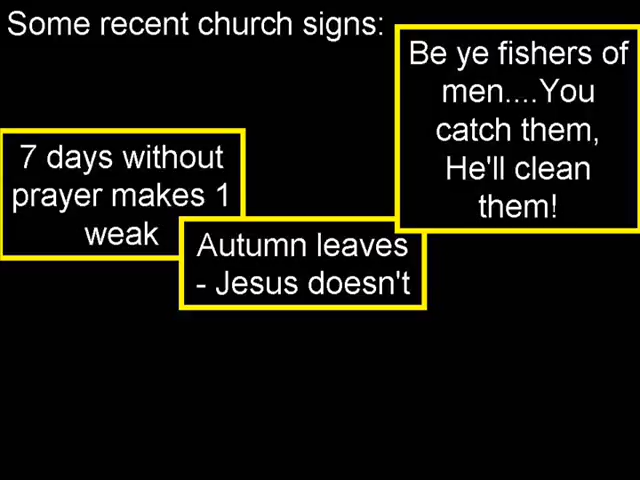 Some recent church signs:
Be ye fishers of
men....You
catch them,
He'll clean
them!
7 days without
prayer makes 1
weak
Autumn leaves
- Jesus doesn't